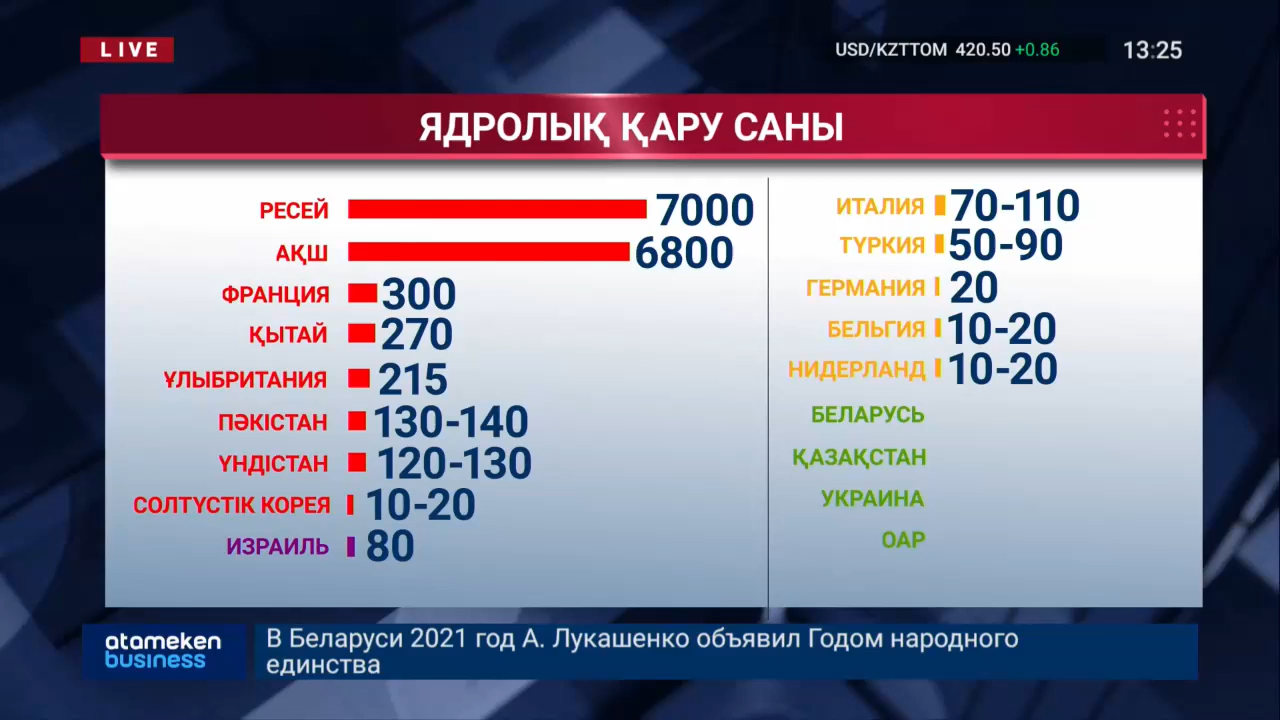 LIVE
USD/KZTTOM 420.50 +0.86
13:25
ЯДРОЛЫҚ ҚАРУ САНЫ
РЕСЕЙ 7000
АҚШ 6800
ФРАНЦИЯ 300
ҚЫТАЙ 270
ҰЛЫБРИТАНИЯ 215
ПӘКІСТАН 130-140
ҮНДІСТАН 120-130
СОЛТҮСТІК КОРЕЯ 10-20
ИЗРАИЛЬ 80
ИТАЛИЯ 70-110
ТҮРКИЯ 50-90
ГЕРМАНИЯ 20
БЕЛЬГИЯ 10-20
НИДЕРЛАНД 10-20
БЕЛАРУСЬ
ҚАЗАҚСТАН
УКРАИНА
ОАР
atameken
business
В Беларуси 2021 год А. Лукашенко объявил Годом народного
единства